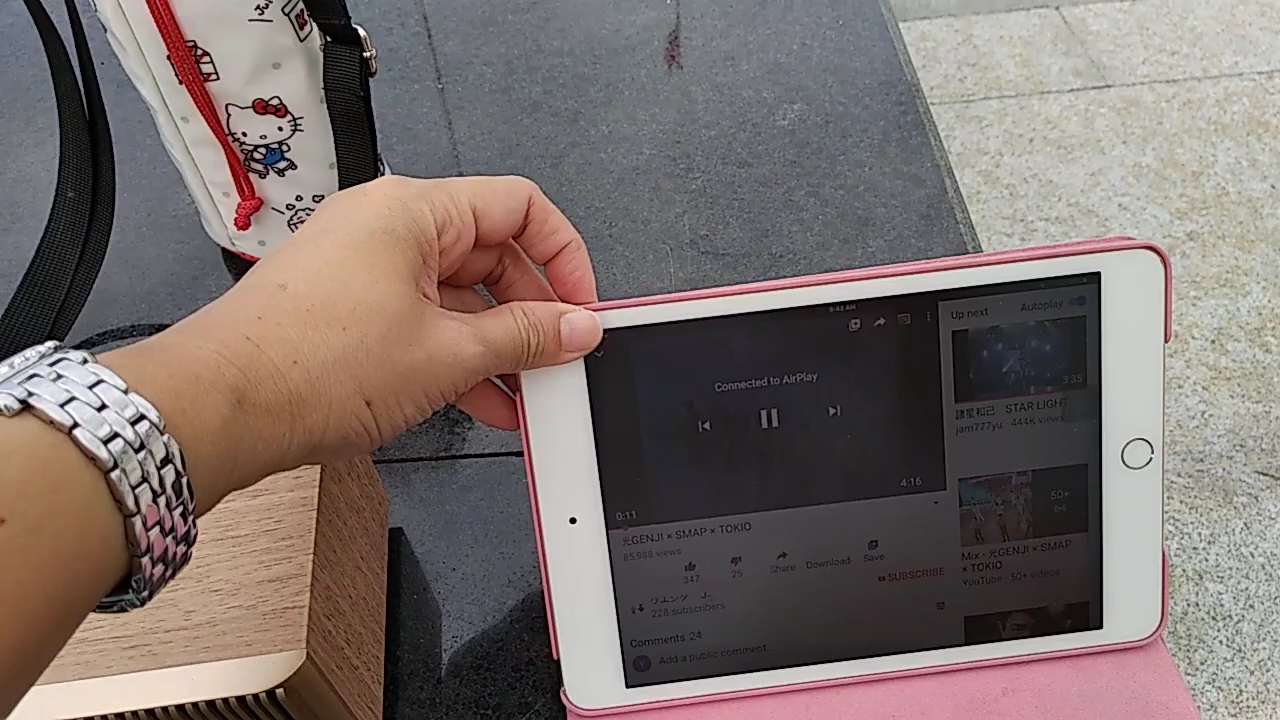 9:42 AM
Connected to AirPlay
0:11
4:16
光GENJI × SMAP × TOKIO
85,988 views
347
25
Share
Download
Save
SUBSCRIBE
228 subscribers
Comments 24
Y
Add a public comment...
Up next
Autoplay
3:35
諸星和己 STAR LIGHT
jam777yu · 444K views
50+
Mix - 光GENJI × SMAP
× TOKIO
YouTube · 50+ videos